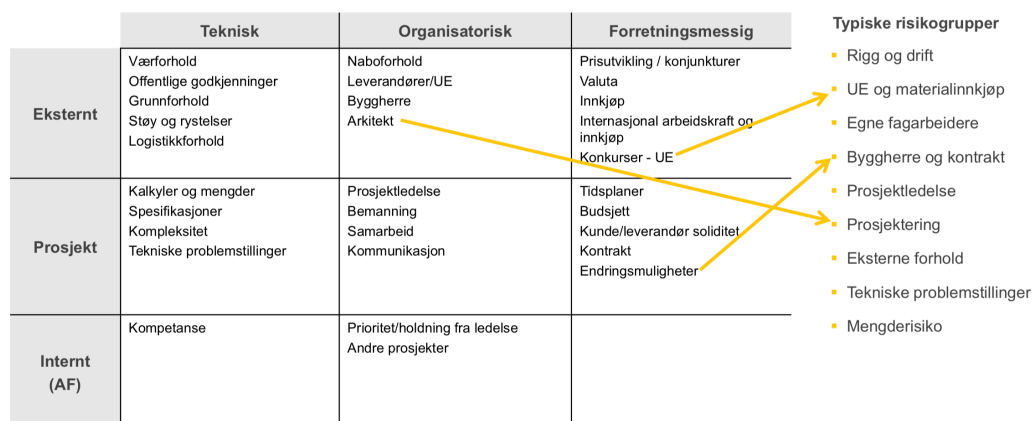 Teknisk
Organisatorisk
Forretningsmessig
Eksternt
Værforhold
Offentlige godkjenninger
Grunnforhold
Støy og rystelser
Logistikkforhold
Naboforhold
Leverandører/UE
Byggherre
Arkitekt
Prisutvikling / konjunkturer
Valuta
Innkjøp
Internasjonal arbeidskraft og
innkjøp
Konkurser - UE
Prosjekt
Kalkyler og mengder
Spesifikasjoner
Kompleksitet
Tekniske problemstillinger
Prosjektledelse
Bemanning
Samarbeid
Kommunikasjon
Tidsplaner
Budsjett
Kunde/leverandør soliditet
Kontrakt
Endringsmuligheter
Internt
(AF)
Kompetanse
Prioritet/holdning fra ledelse
Andre prosjekter
Typiske risikogrupper
Rigg og drift
UE og materialinnkjøp
Egne fagarbeidere
Byggherre og kontrakt
Prosjektledelse
Prosjektering
Eksterne forhold
Tekniske problemstillinger
Mengderisiko